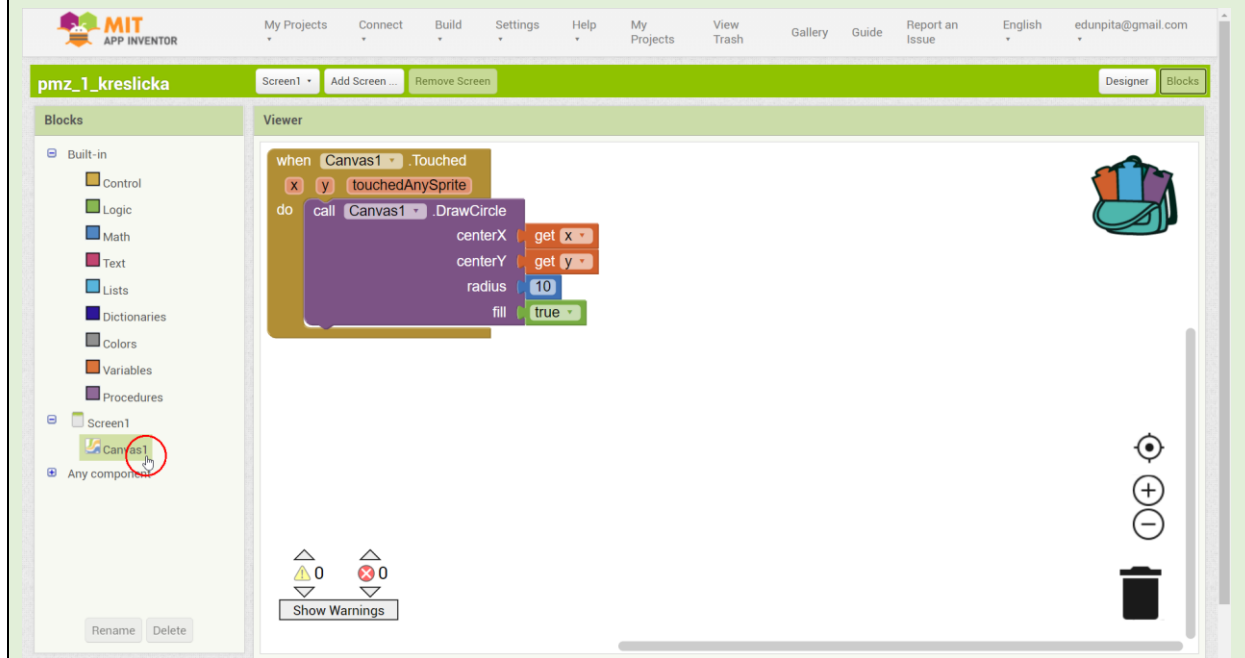 MIT
APP INVENTOR
My Projects
Connect
Build
Settings
Help
My Projects
View Trash
Gallery
Guide
Report an Issue
English
edunpita@gmail.com
pmz_1_kreslicka
Screen1
Add Screen ...
Remove Screen
Designer
Blocks
Blocks
Viewer
Built-in
Control
Logic
Math
Text
Lists
Dictionaries
Colors
Variables
Procedures
Screen1
Canvas1
Any component
Rename
Delete
when Canvas1 .Touched
x y touchedAnySprite
do call Canvas1 .DrawCircle
centerX get x
centerY get y
radius 10
fill true
0 0
Show Warnings